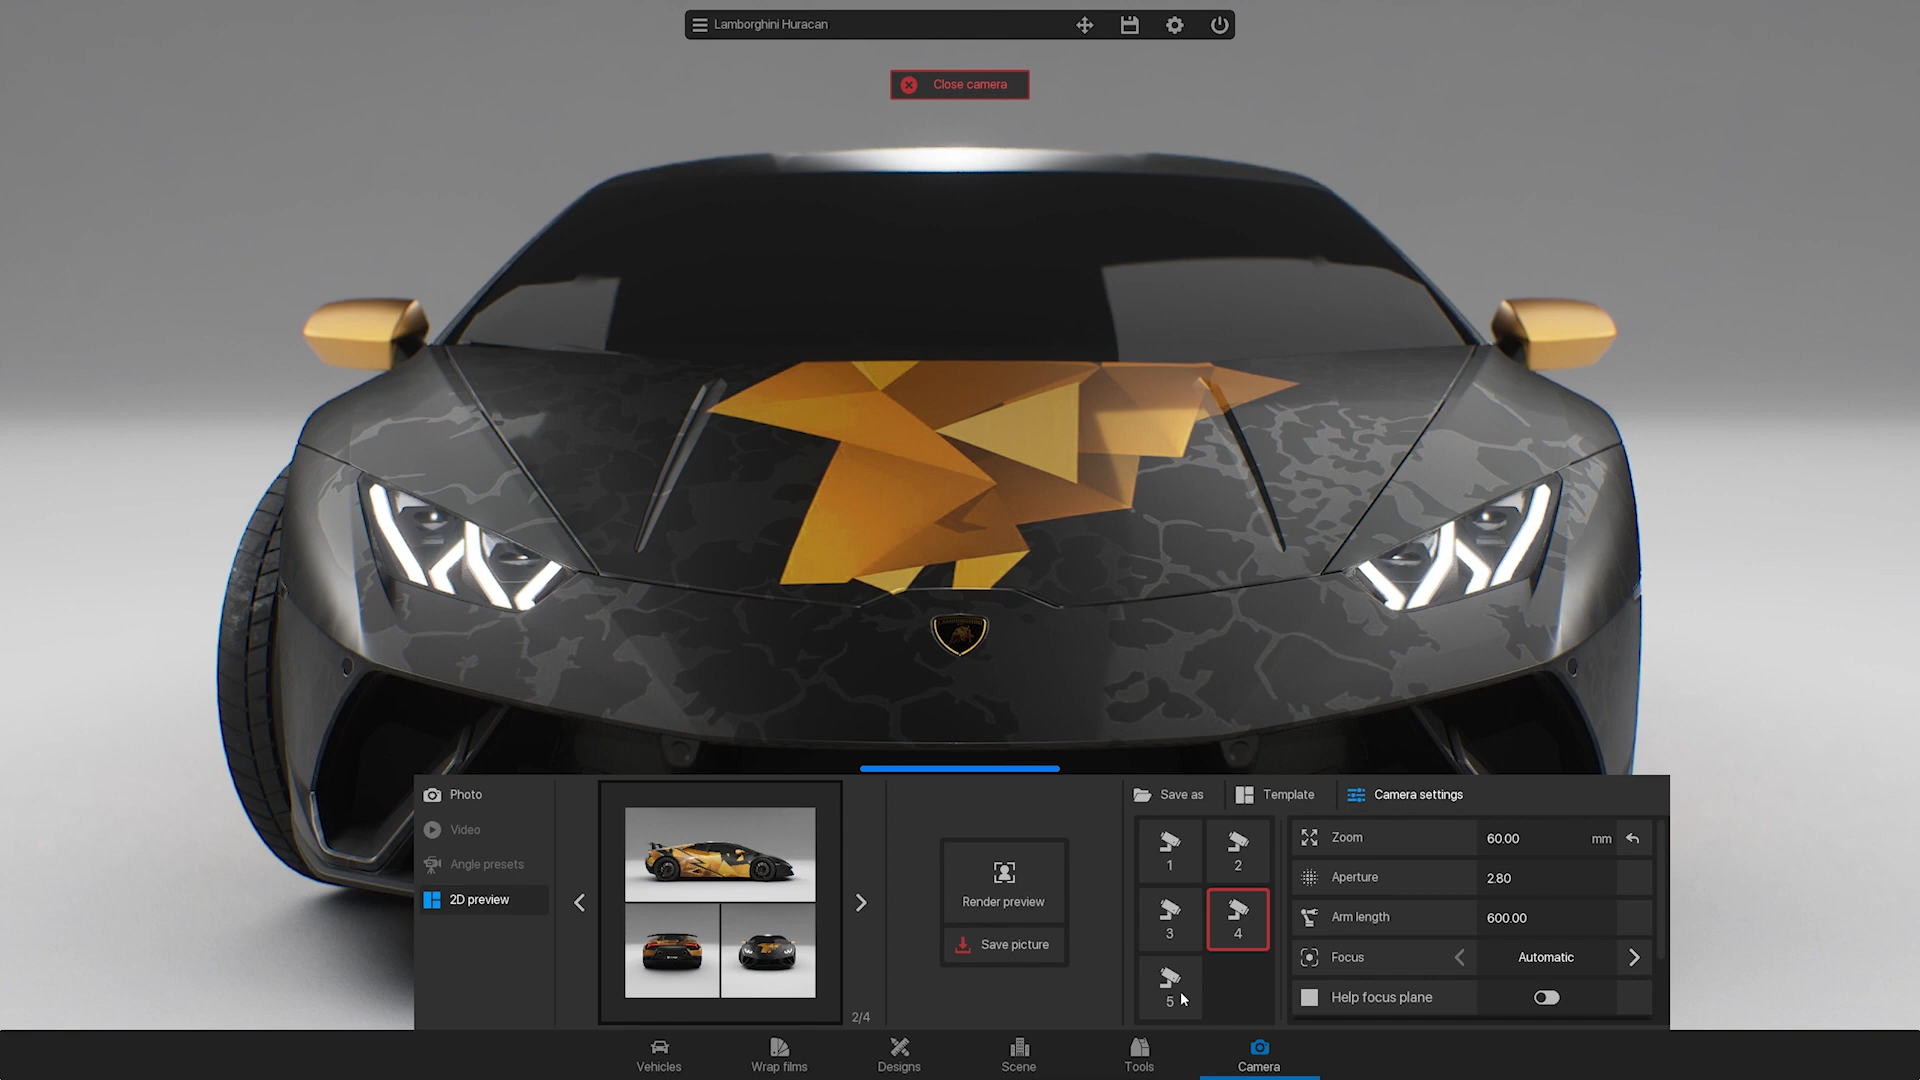 Lamborghini Huracan
Close camera
Photo
Video
Angle presets
2D preview
2/4
Render preview
Save picture
Save as
Template
Camera settings
1
2
3
4
5
Zoom
60.00
mm
Aperture
2.80
Arm length
600.00
Focus
Automatic
Help focus plane
Vehicles
Wrap films
Designs
Scene
Tools
Camera